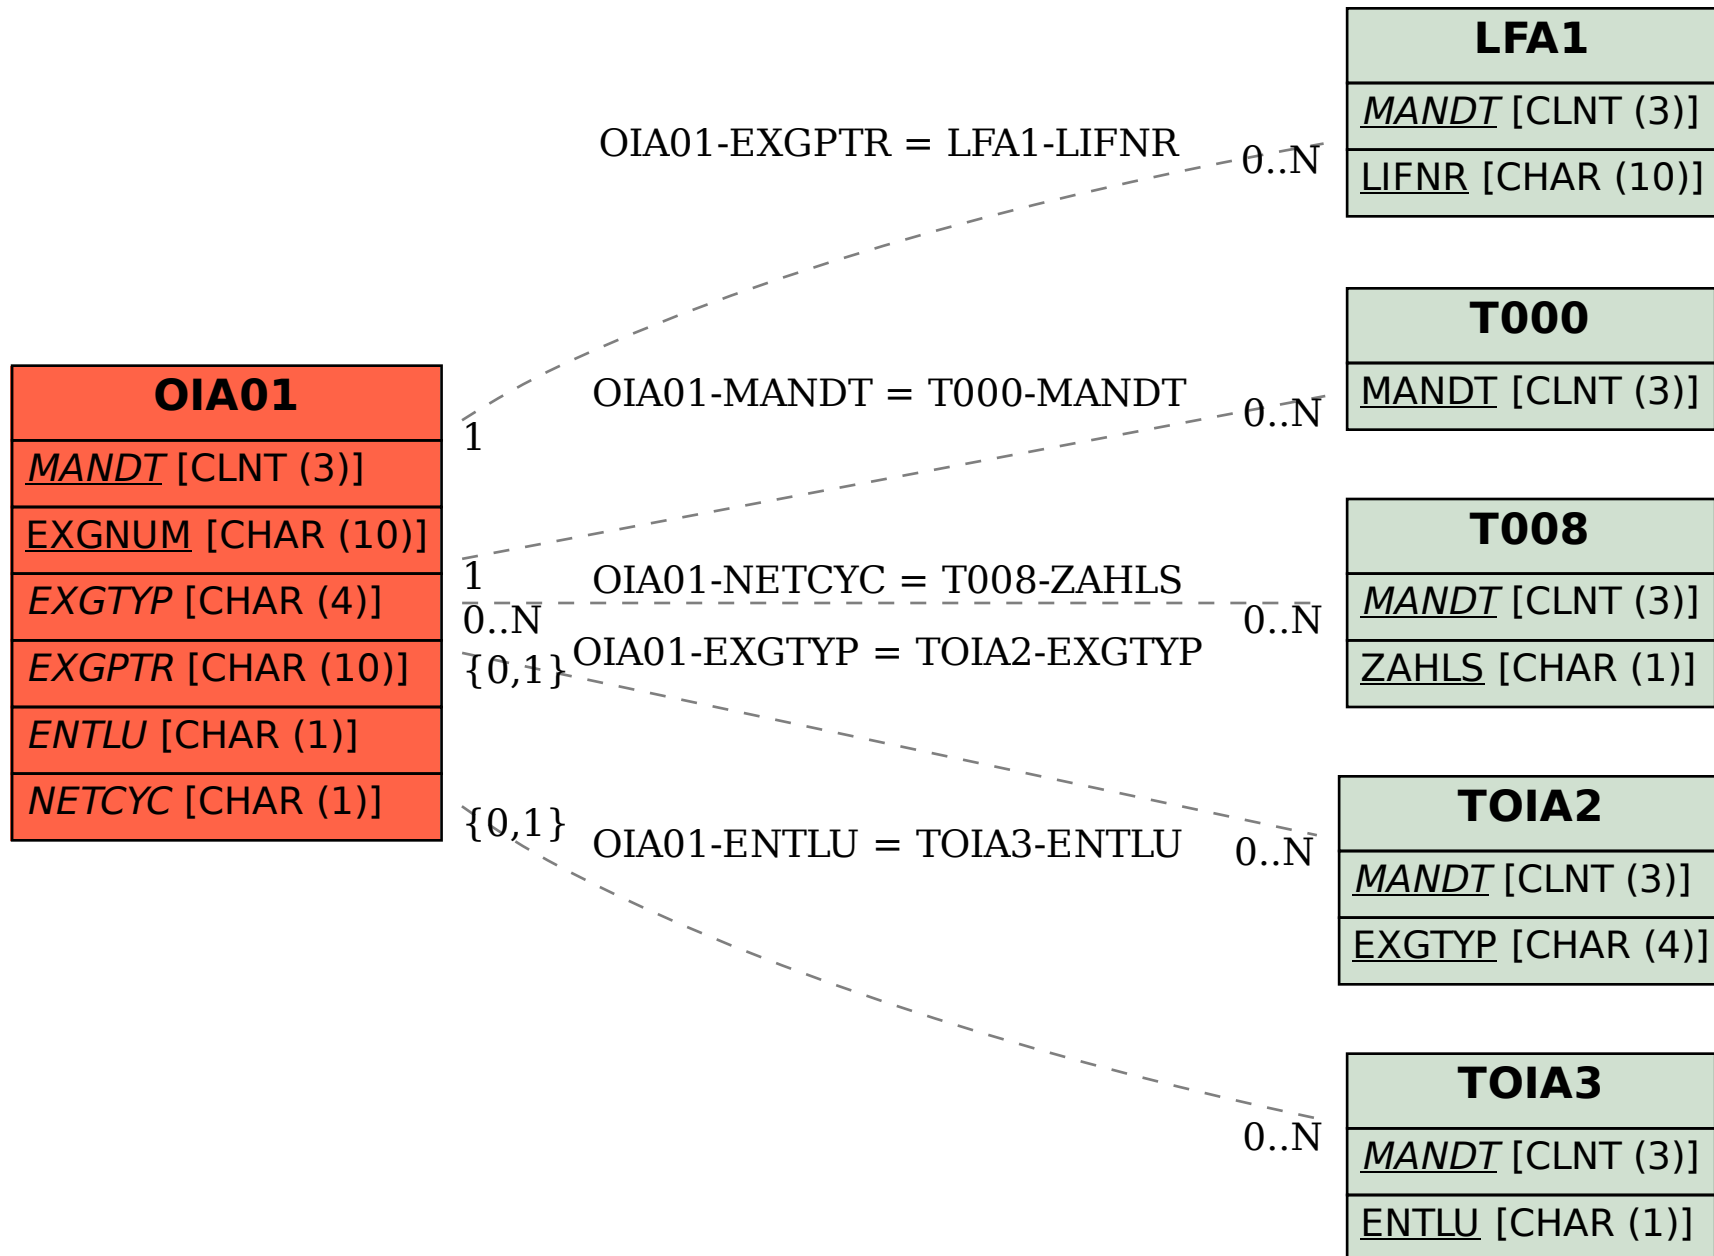 LFA1
MANDT [CLNT (3)]
LIFNR [CHAR (10)]
OIA01-EXGPTR = LFA1-LIFNR
0..N
1
T000
MANDT [CLNT (3)]
OIA01-MANDT = T000-MANDT
0..N
1
OIA01
MANDT [CLNT (3)]
EXGNUM [CHAR (10)]
EXGTYP [CHAR (4)]
EXGPTR [CHAR (10)]
ENTLU [CHAR (1)]
NETCYC [CHAR (1)]
T008
MANDT [CLNT (3)]
ZAHLS [CHAR (1)]
OIA01-NETCYC = T008-ZAHLS
0..N
0..N
OIA01-EXGTYP = TOIA2-EXGTYP
{0,1}
0..N
TOIA2
MANDT [CLNT (3)]
EXGTYP [CHAR (4)]
OIA01-ENTLU = TOIA3-ENTLU
{0,1}
0..N
TOIA3
MANDT [CLNT (3)]
ENTLU [CHAR (1)]